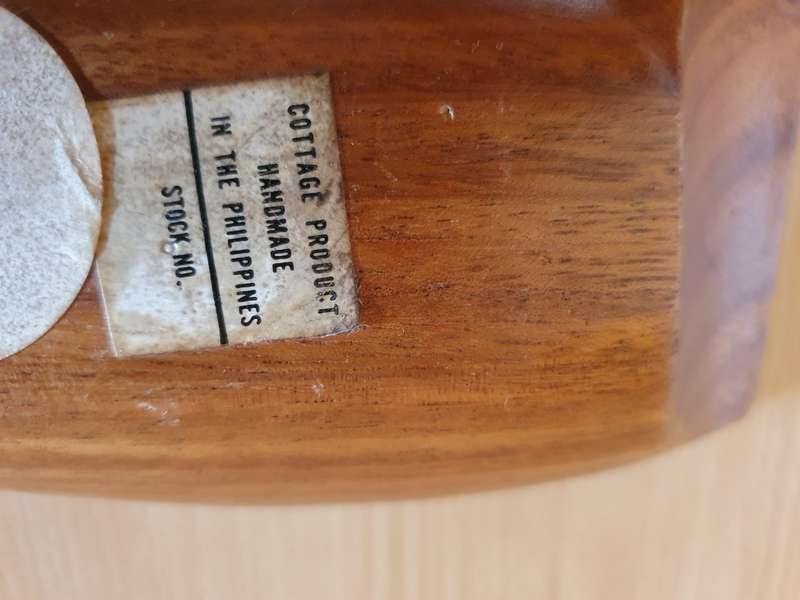 COTTAGE PRODUCT
HANDMADE
IN THE PHILIPPINES
STOCK NO.